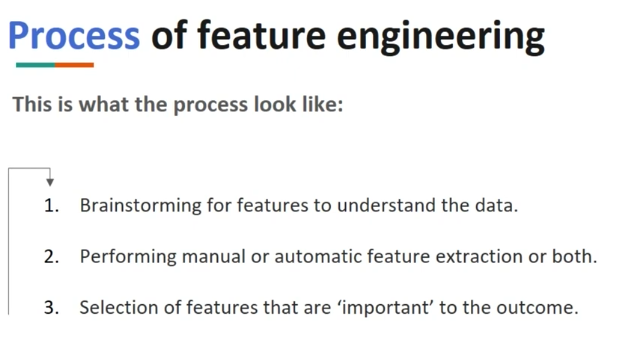 Process of feature engineering
This is what the process look like:
1. Brainstorming for features to understand the data.
2. Performing manual or automatic feature extraction or both.
3. Selection of features that are ‘important’ to the outcome.